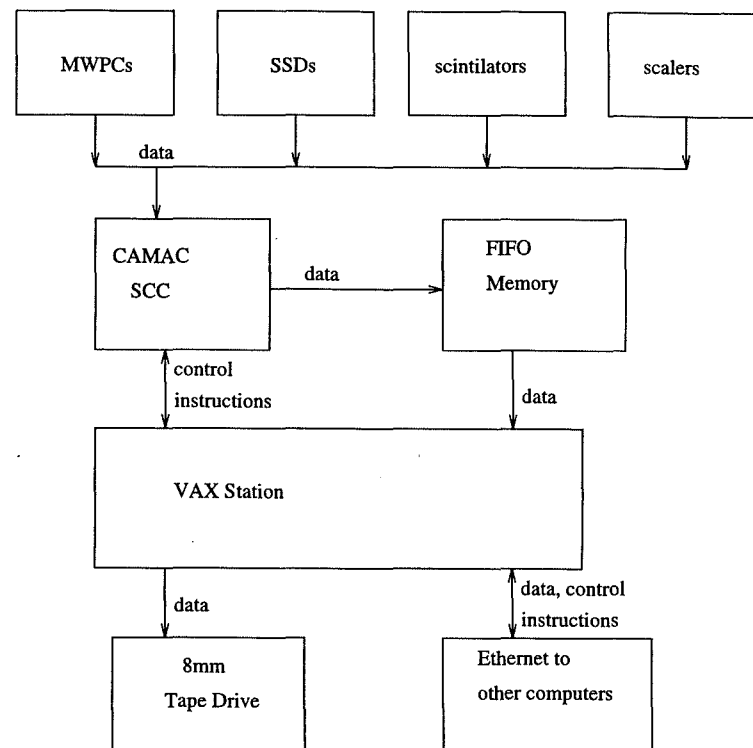 MWPCs
SSDs
scintilators
scalers
data
CAMAC
SCC
data
FIFO
Memory
control
instructions
data
VAX Station
data
data, control
instructions
8mm
Tape Drive
Ethernet to
other computers